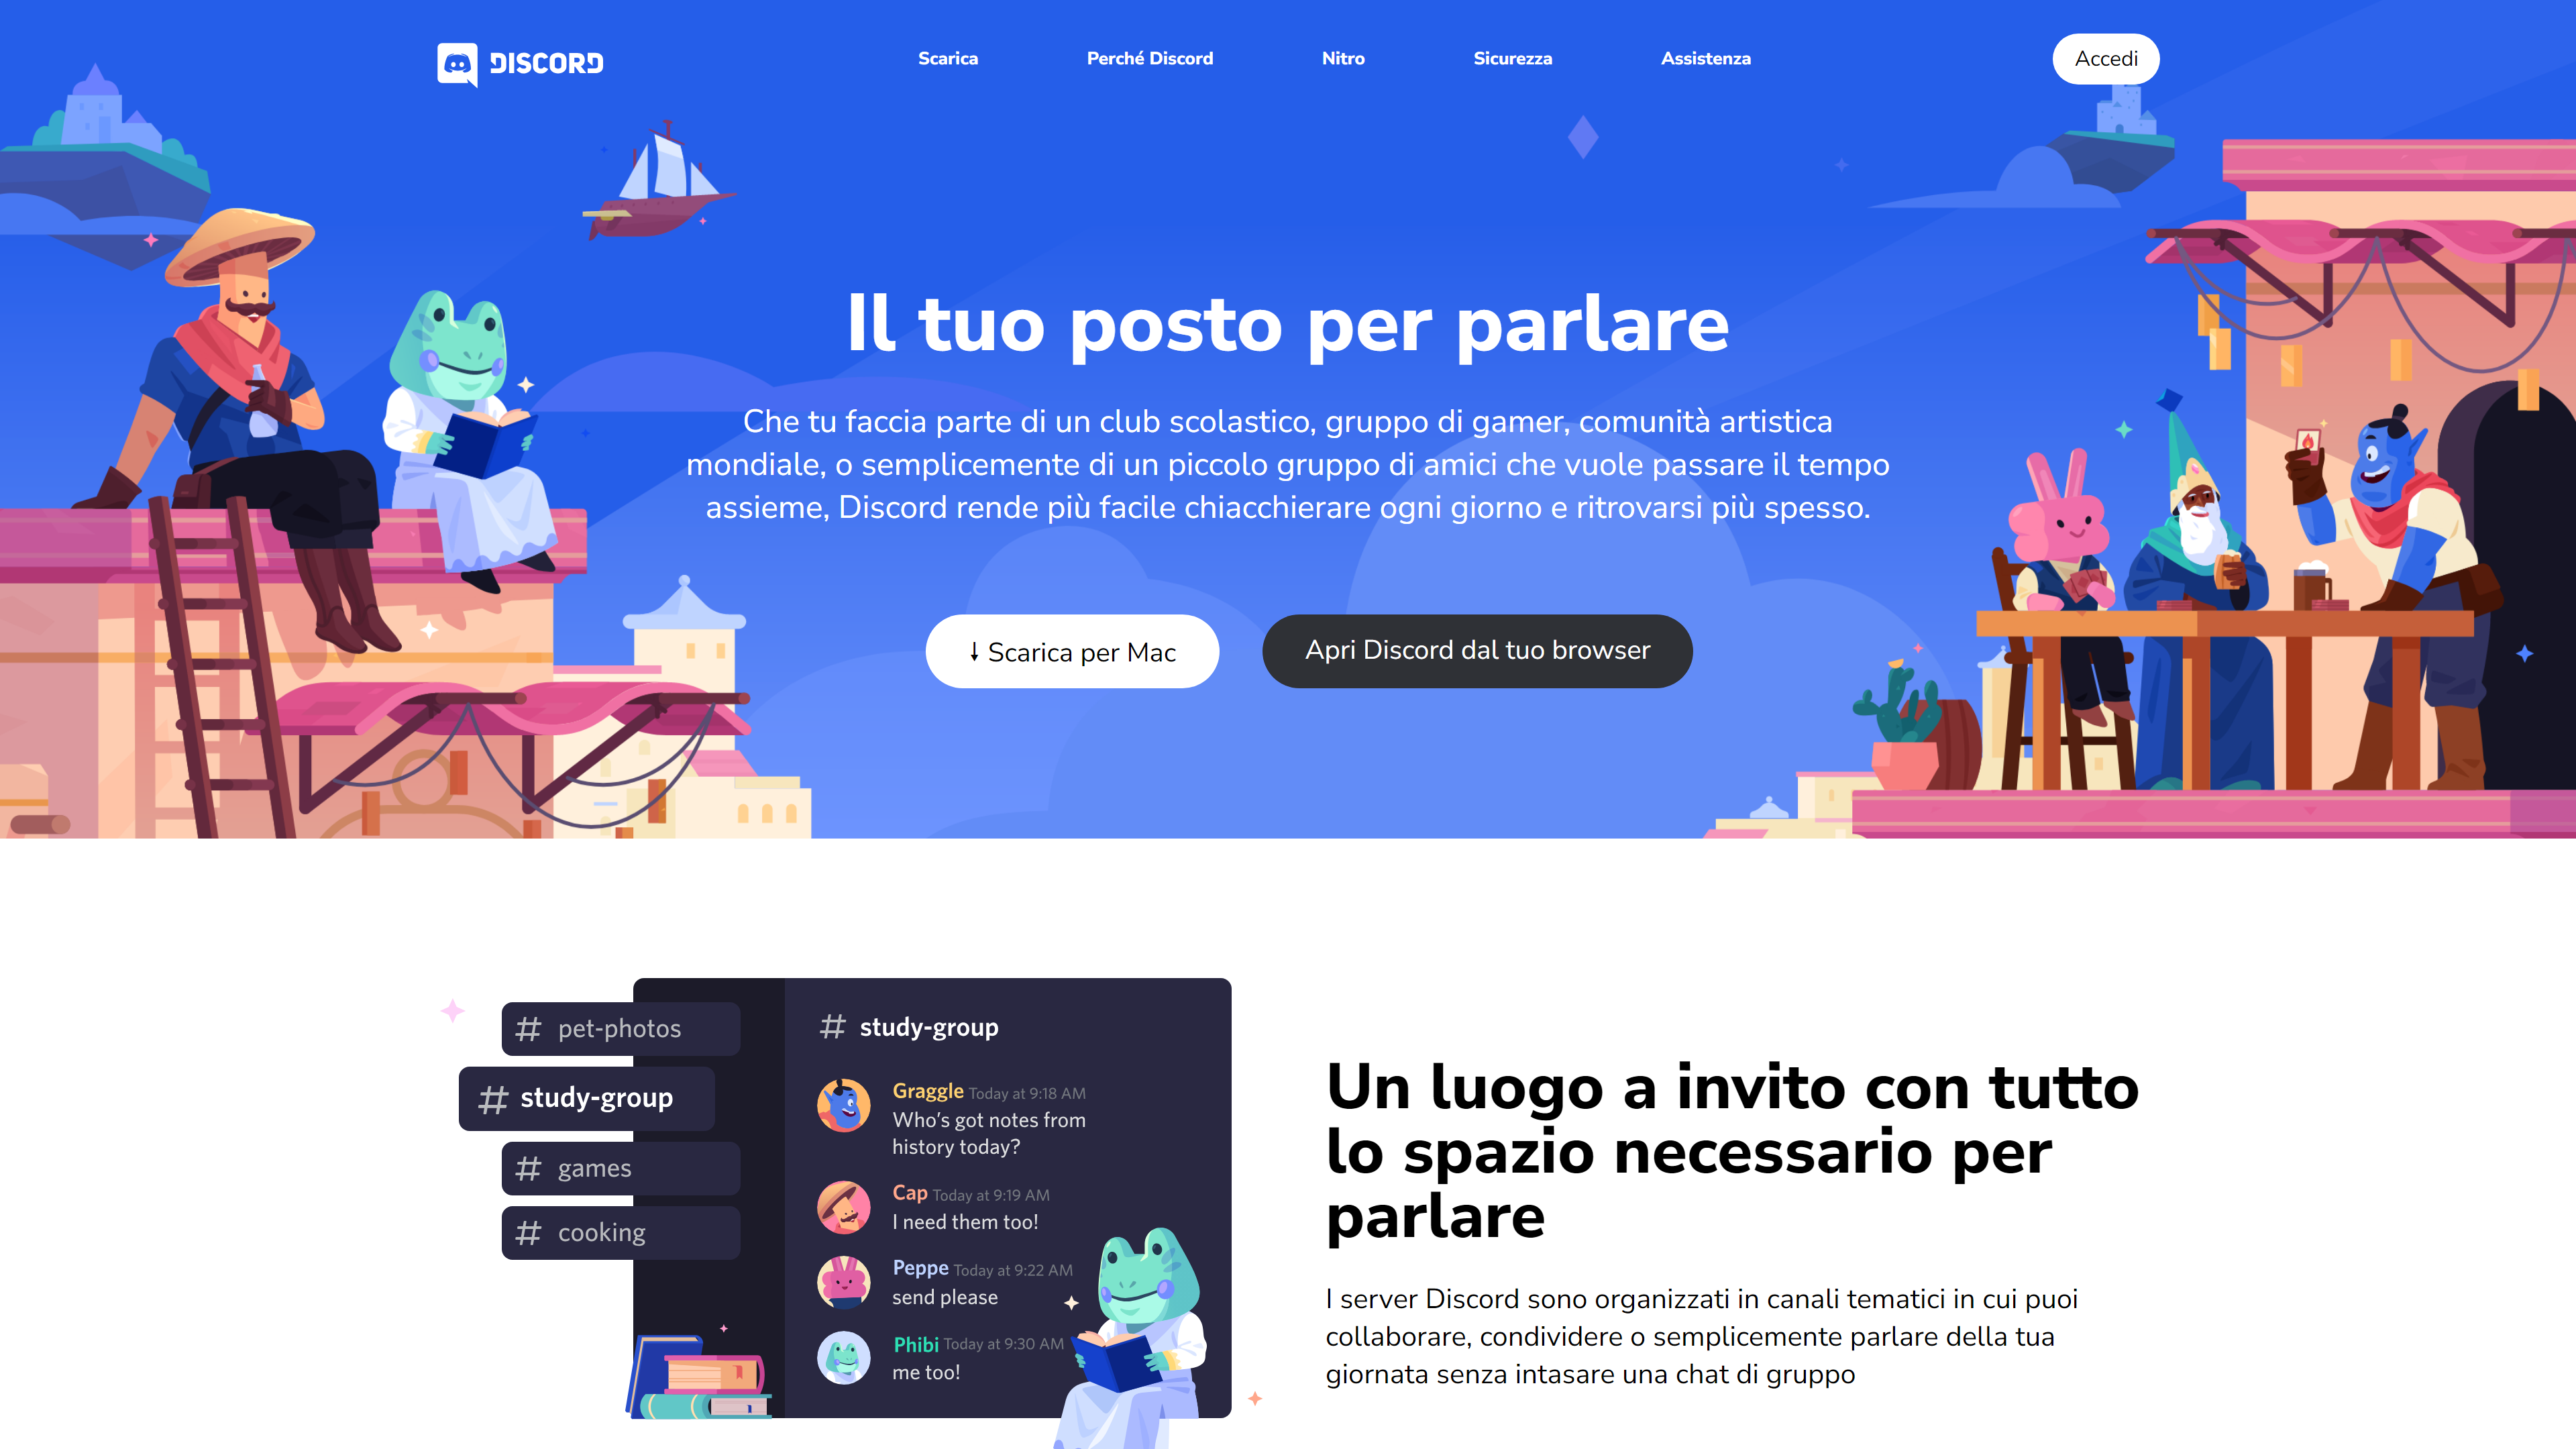 DISCORD
Scarica
Perché Discord
Nitro
Sicurezza
Assistenza
Accedi
Il tuo posto per parlare
Che tu faccia parte di un club scolastico, gruppo di gamer, comunità artistica
mondiale, o semplicemente di un piccolo gruppo di amici che vuole passare il tempo
assieme, Discord rende più facile chiacchierare ogni giorno e ritrovarsi più spesso.
↓ Scarica per Mac
Apri Discord dal tuo browser
# pet-photos
# study-group
# games
# cooking
# study-group
Graggle Today at 9:18 AM
Who's got notes from
history today?
Cap Today at 9:19 AM
I need them too!
Peppe Today at 9:22 AM
send please
Phibi Today at 9:30 AM
me too!
Un luogo a invito con tutto
lo spazio necessario per
parlare
I server Discord sono organizzati in canali tematici in cui puoi
collaborare, condividere o semplicemente parlare della tua
giornata senza intasare una chat di gruppo